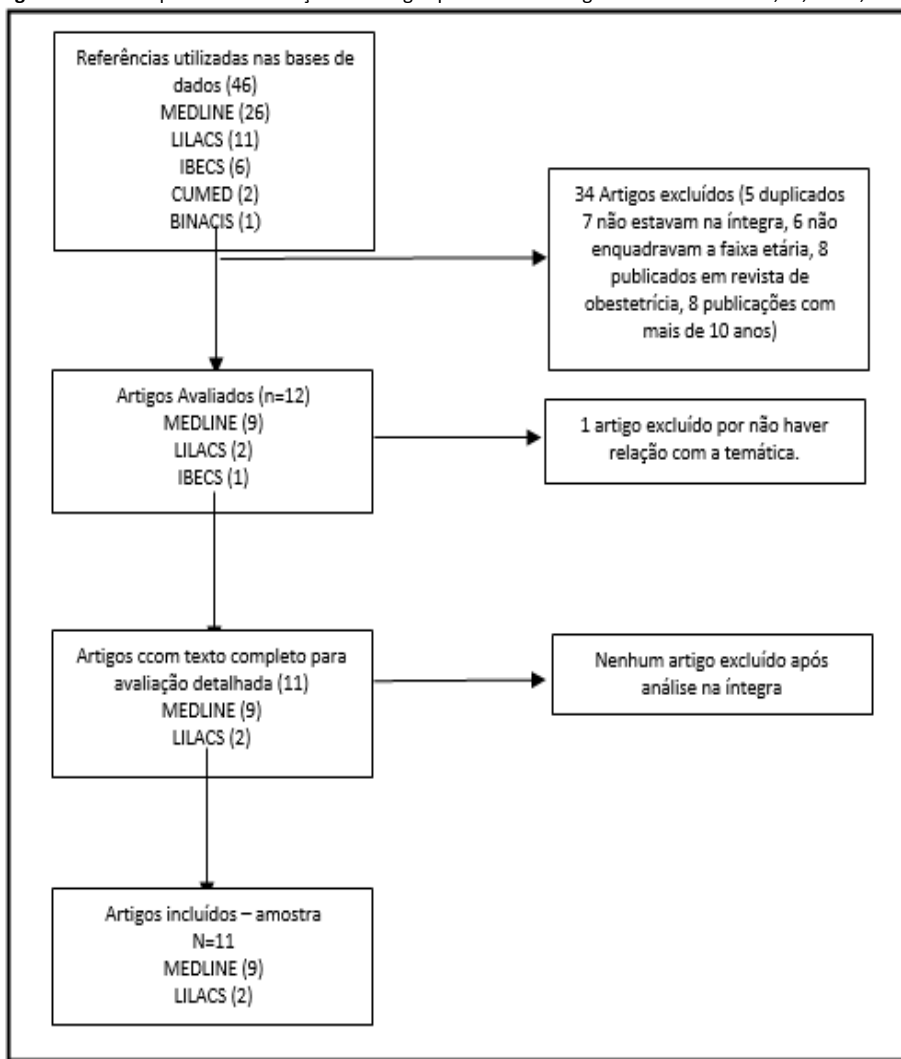 Referências utilizadas nas bases de
dados (46)
MEDLINE (26)
LILACS (11)
IBECS (6)
CUMED (2)
BINACIS (1)
34 Artigos excluídos (5 duplicados
7 não estavam na íntegra, 6 não
enquadravam a faixa etária, 8
publicados em revista de
obestetrícia, 8 publicações com
mais de 10 anos)
Artigos Avaliados (n=12)
MEDLINE (9)
LILACS (2)
IBECS (1)
1 artigo excluído por não haver
relação com a temática.
Artigos ccom texto completo para
avaliação detalhada (11)
MEDLINE (9)
LILACS (2)
Nenhum artigo excluído após
análise na íntegra
Artigos incluídos – amostra
N=11
MEDLINE (9)
LILACS (2)